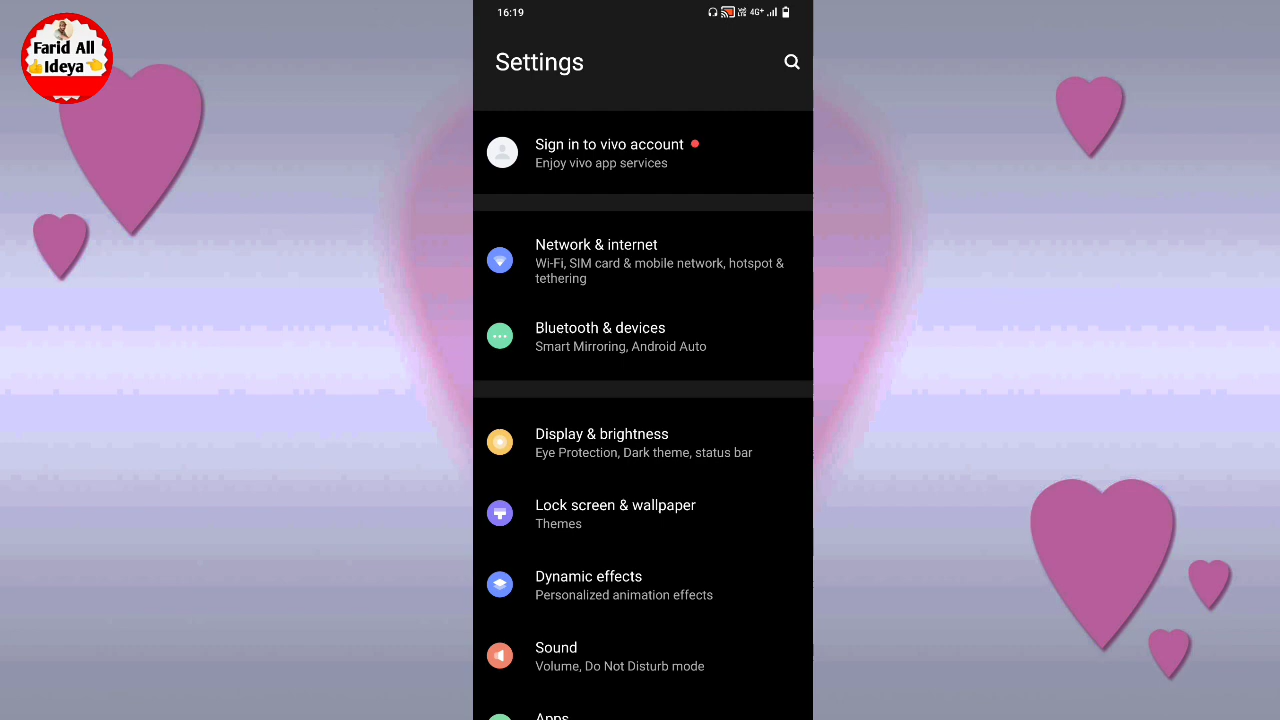 Farid All
Ideya
16:19
4G+
Settings
Sign in to vivo account
Enjoy vivo app services
Network & internet
Wi-Fi, SIM card & mobile network, hotspot &
tethering
Bluetooth & devices
Smart Mirroring, Android Auto
Display & brightness
Eye Protection, Dark theme, status bar
Lock screen & wallpaper
Themes
Dynamic effects
Personalized animation effects
Sound
Volume, Do Not Disturb mode
Apps